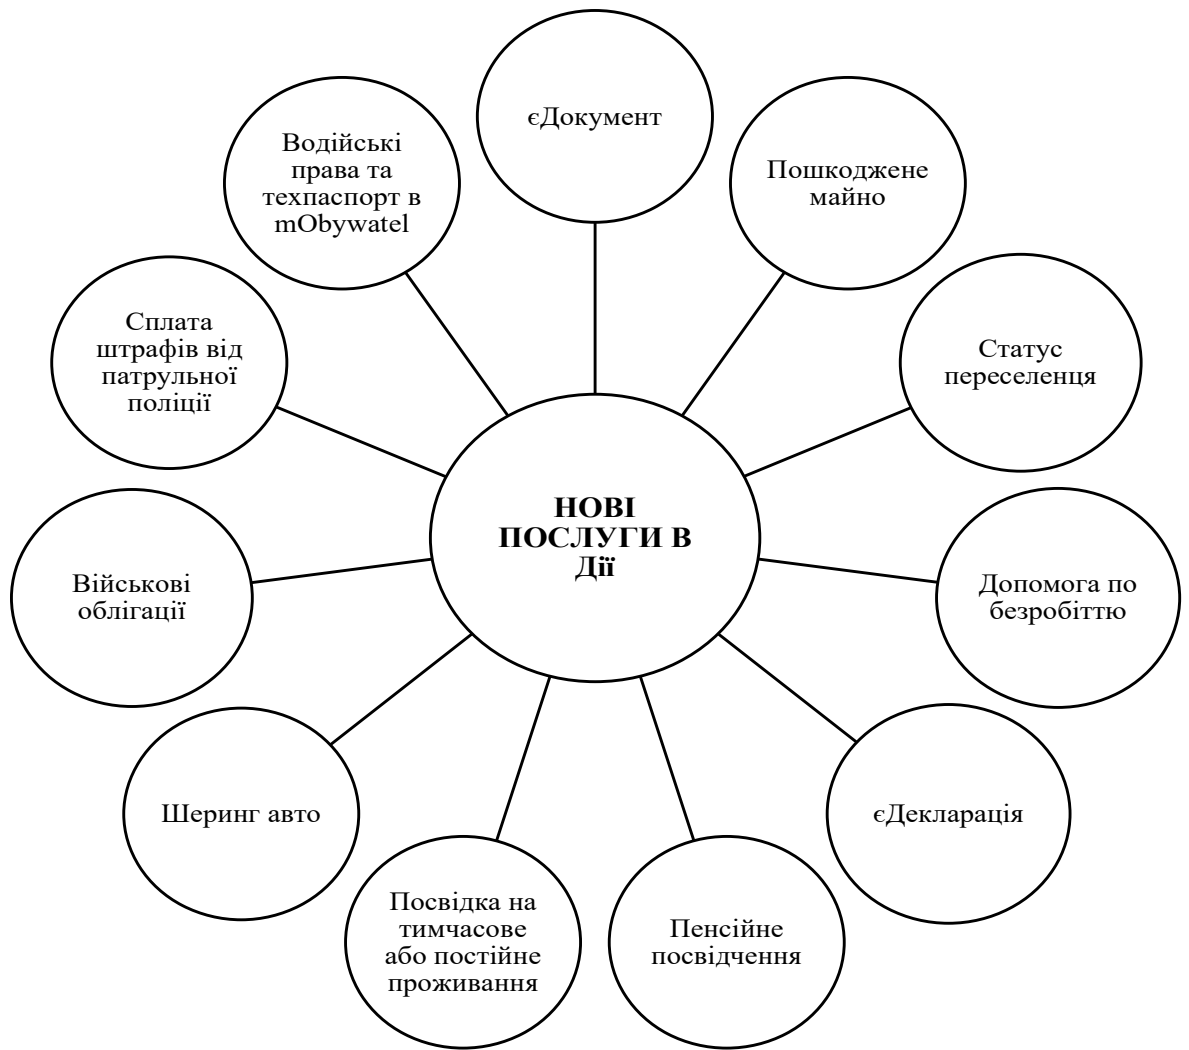 єДокумент
Пошкоджене
майно
Статус
переселенця
Допомога по
безробіттю
єДекларація
Пенсійне
посвідчення
Посвідка на
тимчасове
або постійне
проживання
Шеринг авто
Військові
облігації
Сплата
штрафів від
патрульної
поліції
Водійські
права та
техпаспорт в
mObywatel
НОВІ
ПОСЛУГИ В
Дії